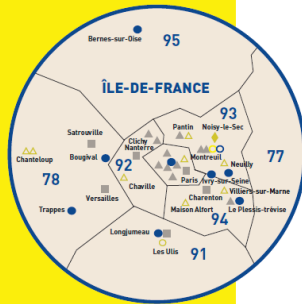 Bernes-sur-Oise
95
ÎLE-DE-FRANCE
93
Pantin
Noisy-le-Sec
Satrouville
Clichy
Nanterre
Chanteloup
Bougival
92
Montreuil
Neuilly
77
78
Chaville
Paris
Ivry-sur-Seine
Versailles
Charenton
Villiers-sur-Marne
Trappes
Maison Alfort
Le Plessis-trévise
94
Longjumeau
Les Ulis
91